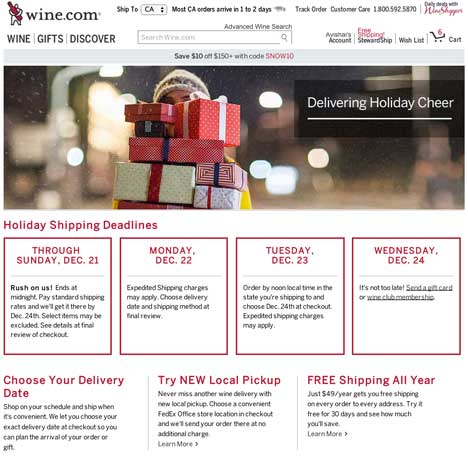 wine.com
Ship To CA Most CA orders arrive in 1 to 2 days Track Order Customer Care 1.800.592.5870 Daily deals with WineShopper
Advanced Wine Search
WINE | GIFTS | DISCOVER Search Wine.com Avishai's Account Free Shipping! StewardShip Wish List 6 Cart
Save $10 off $150+ with code SNOW10
Delivering Holiday Cheer
Holiday Shipping Deadlines
THROUGH
SUNDAY, DEC. 21
Rush on us! Ends at
midnight. Pay standard shipping
rates and we'll get it there by
Dec. 24th. Select items may be
excluded. See details at final
review of checkout.
MONDAY,
DEC. 22
Expedited Shipping charges
may apply. Choose delivery
date and shipping method at
final review.
TUESDAY,
DEC. 23
Order by noon local time in the
state you're shipping to and
choose Dec. 24th at checkout.
Expedited Shipping charges
may apply.
WEDNESDAY,
DEC. 24
It's not too late! Send a gift card
or wine club membership.
Choose Your Delivery
Date
Shop on your schedule and ship when
it's convenient. We let you choose your
exact delivery date at checkout so you
can plan the arrival of your order or
gift.
Try NEW Local Pickup
Never miss another wine delivery with
new local pickup. Choose a convenient
FedEx Office store location in checkout
and we'll send your order there at no
additional charge.
Learn More >
FREE Shipping All Year
Just $49/year gets you free shipping
on every order to every address. Try it
free for 30 days and see how much
you'll save.
Learn More >